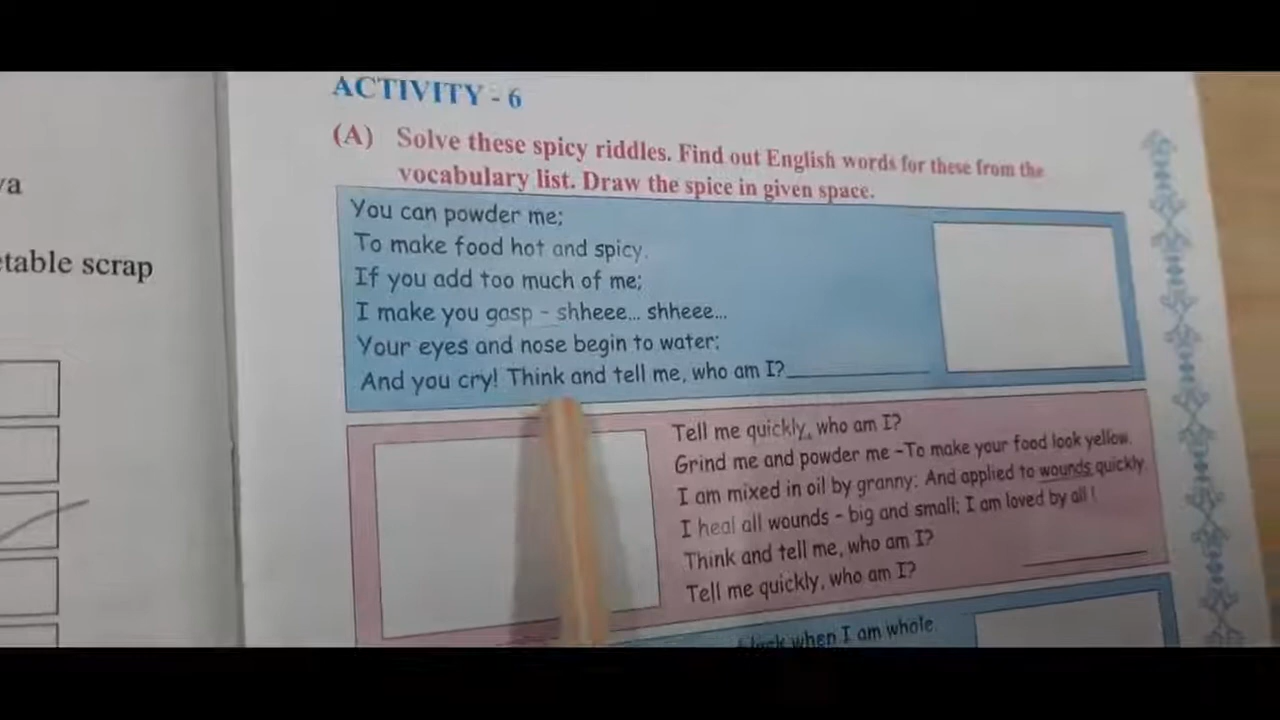 va
etable scrap
ACTIVITY - 6
(A) Solve these spicy riddles. Find out English words for these from the
vocabulary list. Draw the spice in given space.
You can powder me;
To make food hot and spicy.
If you add too much of me;
I make you gasp - shheee... shheee...
Your eyes and nose begin to water;
And you cry! Think and tell me, who am I?
Tell me quickly, who am I?
Grind me and powder me -To make your food look yellow.
I am mixed in oil by granny; And applied to wounds quickly
I heal all wounds - big and small; I am loved by all !
Think and tell me, who am I?
Tell me quickly, who am I?
when I am whole.